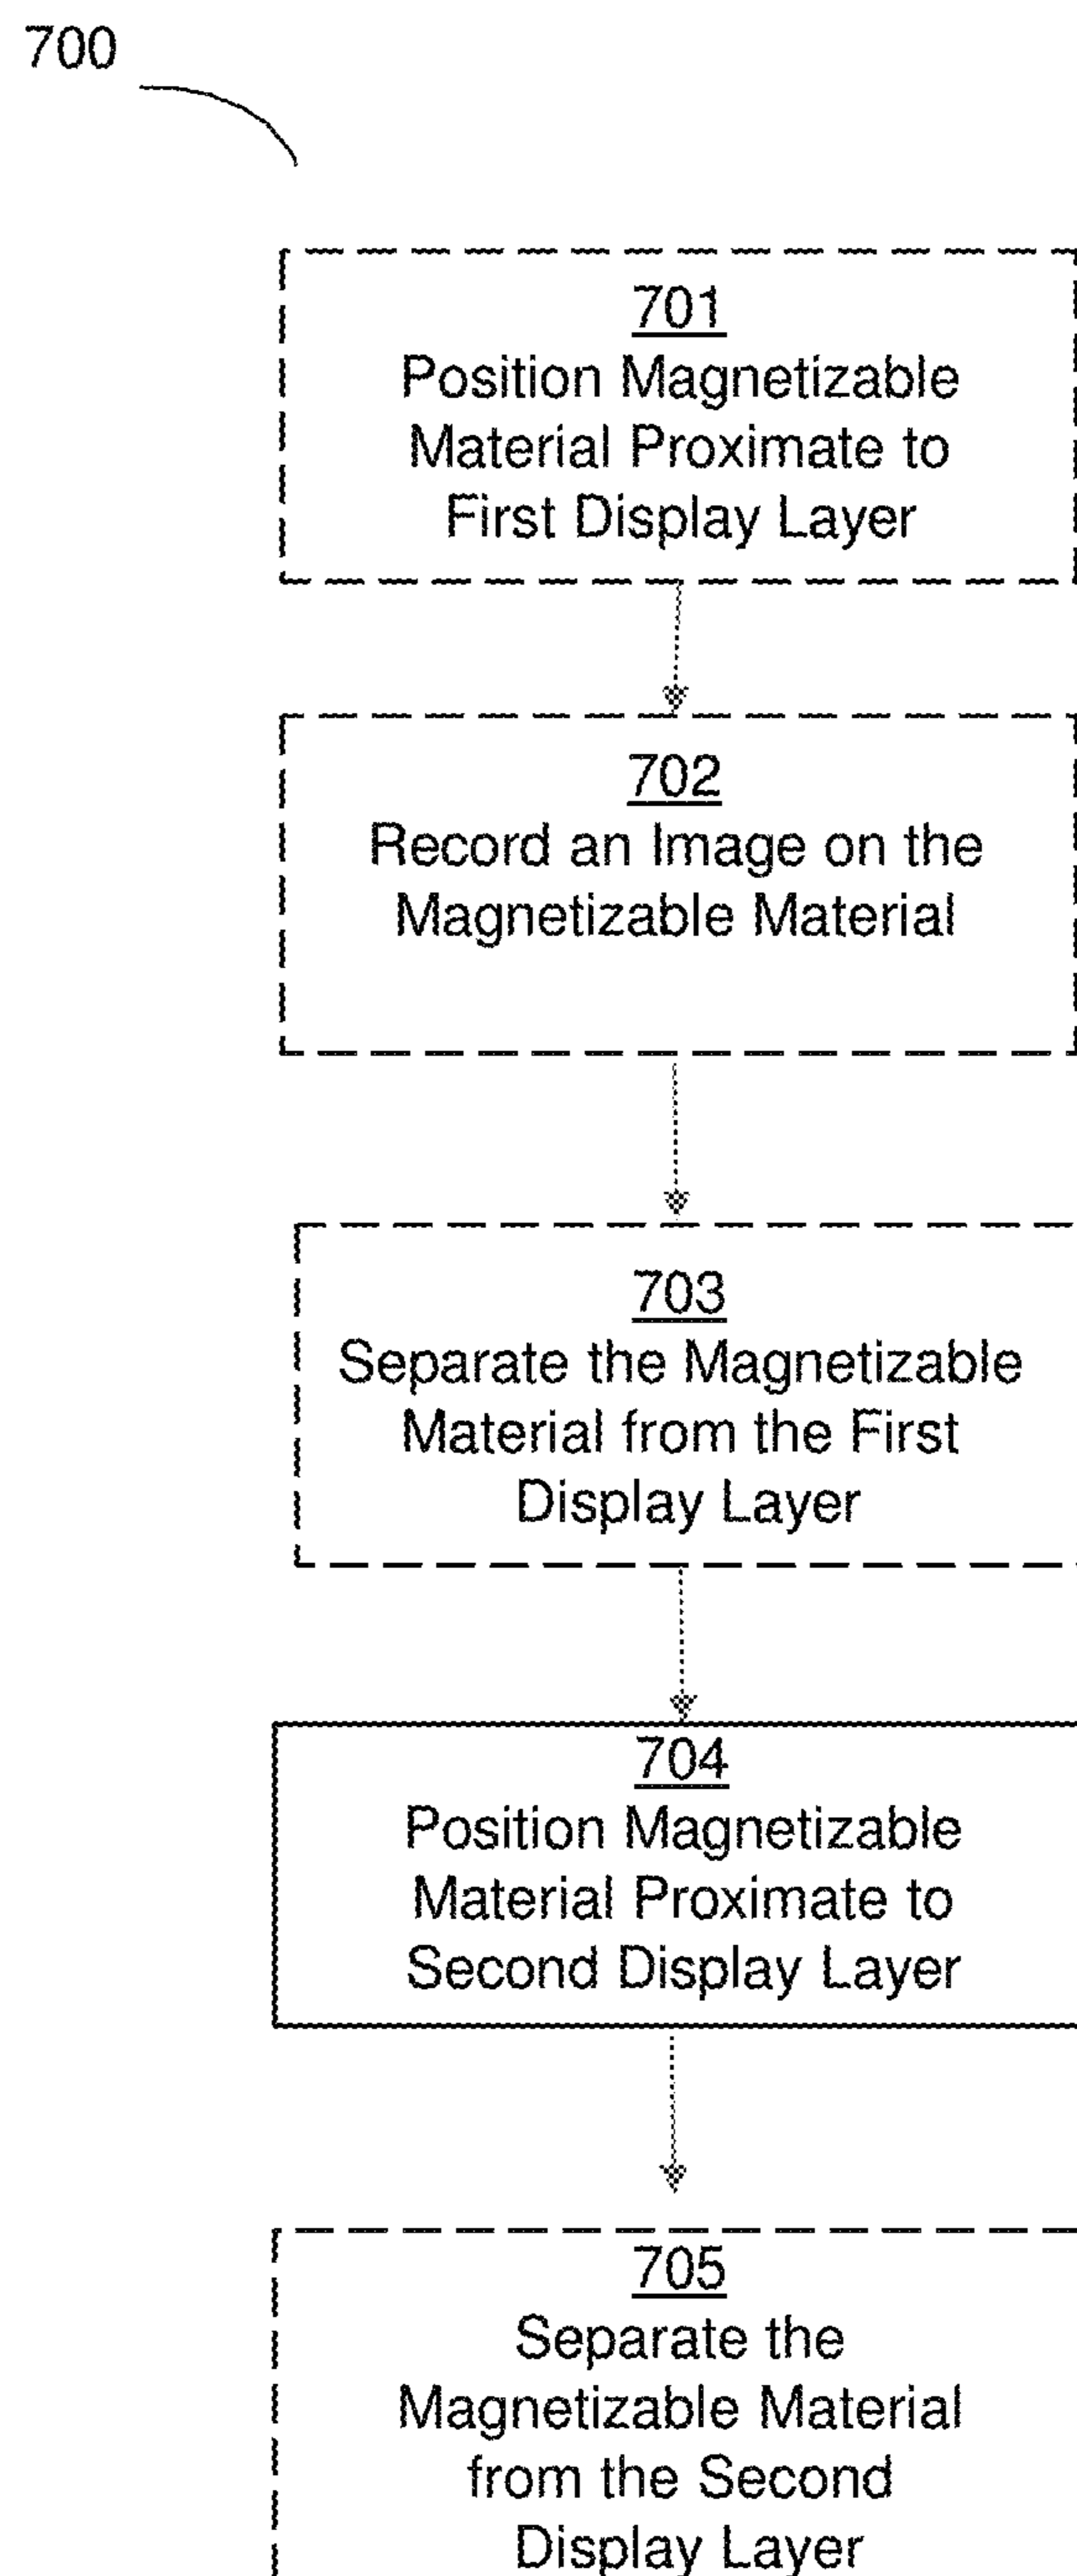 700
701
Position Magnetizable
Material Proximate to
First Display Layer
702
Record an Image on the
Magnetizable Material
703
Separate the Magnetizable
Material from the First
Display Layer
704
Position Magnetizable
Material Proximate to
Second Display Layer
705
Separate the
Magnetizable Material
from the Second
Display Layer